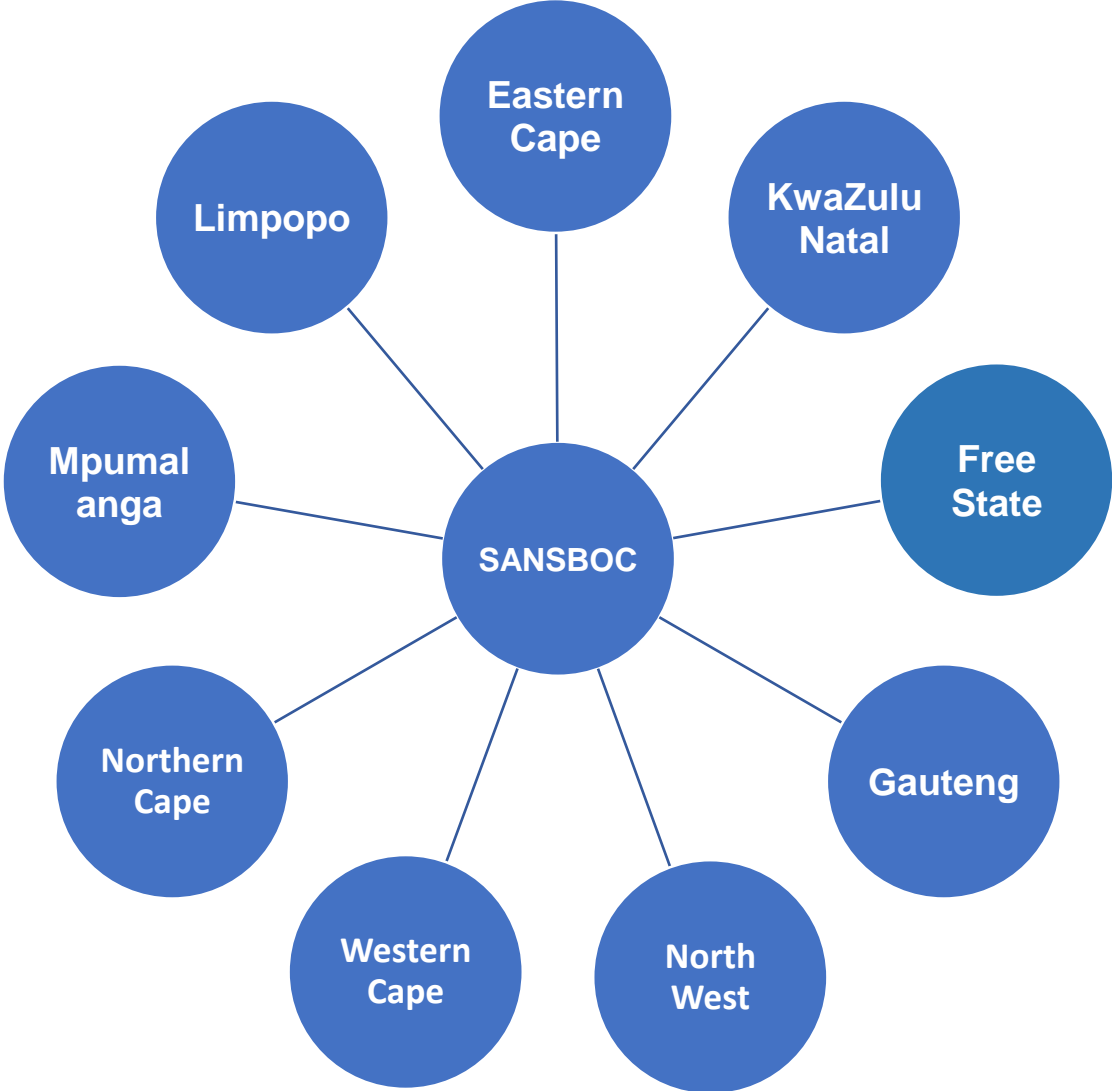 Eastern
Cape
KwaZulu
Natal
Free
State
Gauteng
North
West
Western
Cape
Northern
Cape
Mpumal
anga
Limpopo
SANSBOC